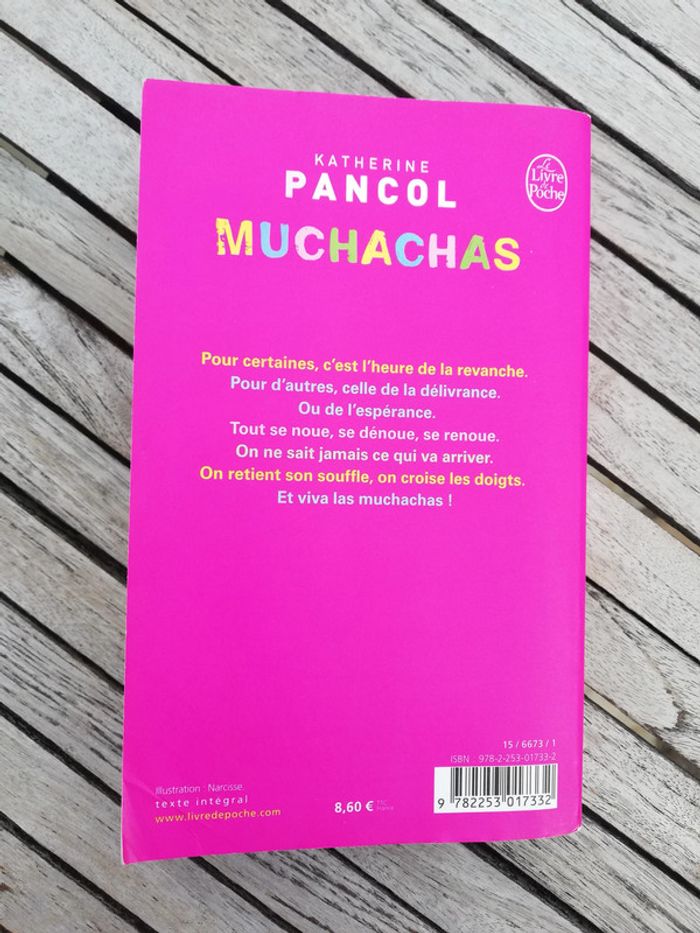 KATHERINE
PANCOL
Le
Livre
de
Poche
MUCHACHAS
Pour certaines, c'est l'heure de la revanche.
Pour d'autres, celle de la délivrance.
Ou de l'espérance.
Tout se noue, se dénoue, se renoue.
On ne sait jamais ce qui va arriver.
On retient son souffle, on croise les doigts.
Et viva las muchachas !
15 / 6673 / 1
ISBN : 978-2-253-01733-2
Illustration : Narcisse.
texte intégral
www.livredepoche.com
8,60 € TTC
France
9 782253 017332